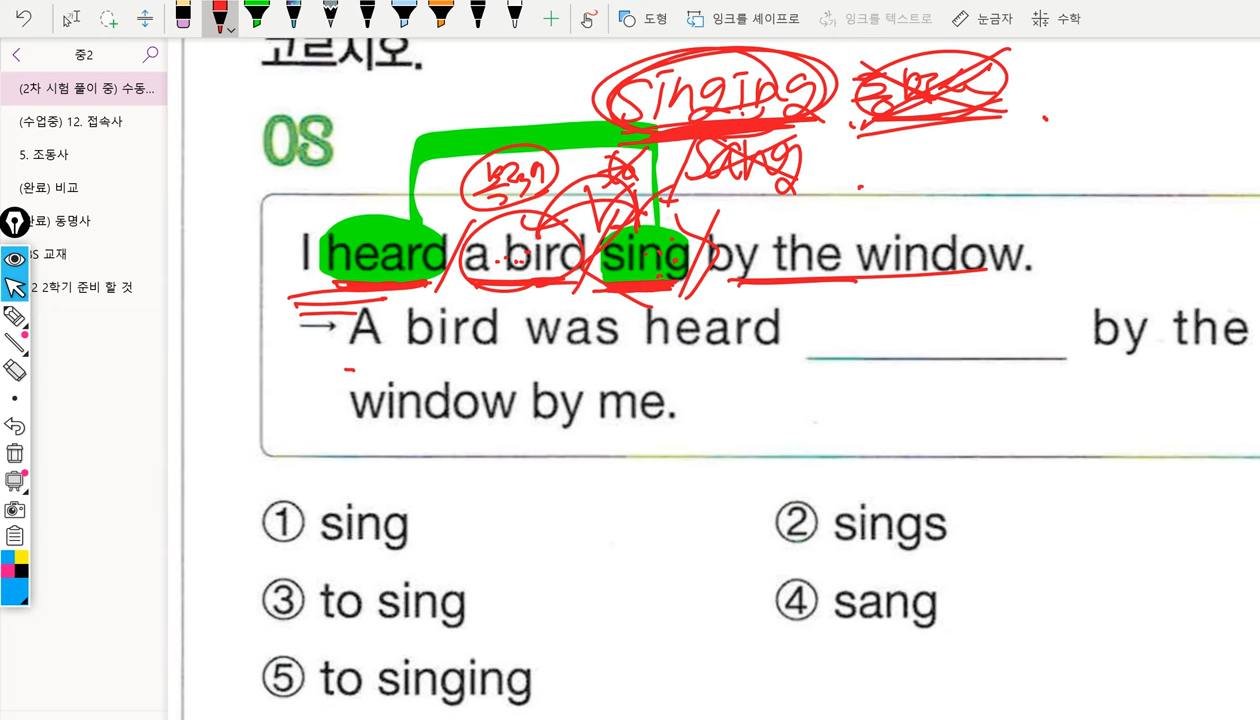 도형
잉크를 셰이프로
잉크를 텍스트로
눈금자
수학
중2
(2차 시험 풀이 중) 수동...
(수업중) 12. 접속사
5. 조동사
(완료) 비교
료) 동명사
BS 교재
2 2학기 준비 할 것
고르시오.
singing
08
sang
I heard a bird sing by the window.
→ A bird was heard by the
window by me.
① sing
② sings
③ to sing
④ sang
⑤ to singing